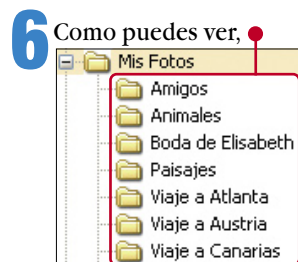 6 Como puedes ver,
Mis Fotos
Amigos
Animales
Boda de Elisabeth
Paisajes
Viaje a Atlanta
Viaje a Austria
Viaje a Canarias